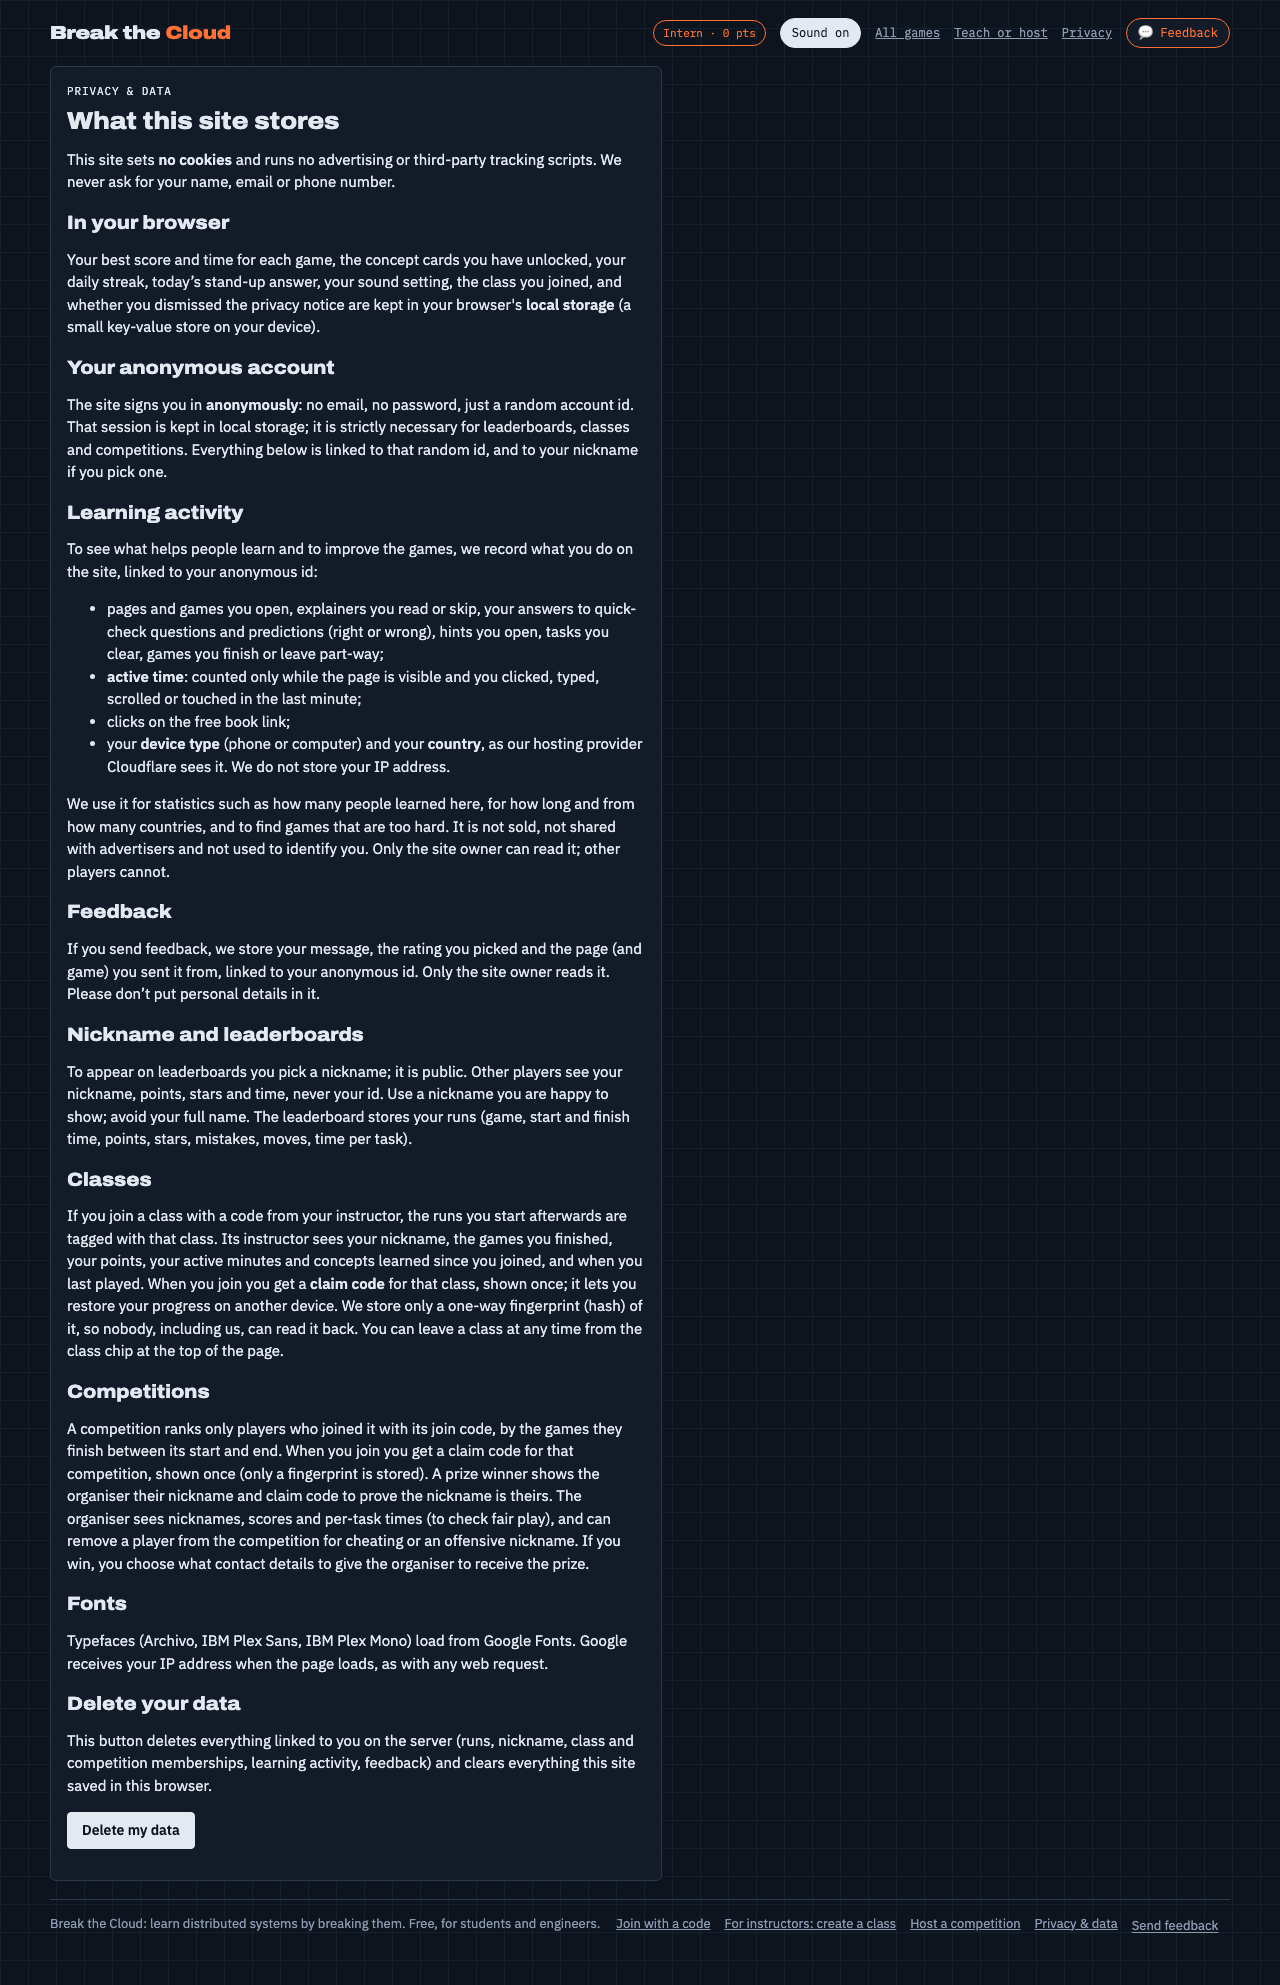 Break the Cloud
Intern · 0 pts
Sound on
All games
Teach or host
Privacy
💬 Feedback
PRIVACY & DATA
What this site stores
This site sets no cookies and runs no advertising or third-party tracking scripts. We
never ask for your name, email or phone number.
In your browser
Your best score and time for each game, the concept cards you have unlocked, your
daily streak, today’s stand-up answer, your sound setting, the class you joined, and
whether you dismissed the privacy notice are kept in your browser's local storage (a
small key-value store on your device).
Your anonymous account
The site signs you in anonymously: no email, no password, just a random account id.
That session is kept in local storage; it is strictly necessary for leaderboards, classes
and competitions. Everything below is linked to that random id, and to your nickname
if you pick one.
Learning activity
To see what helps people learn and to improve the games, we record what you do on
the site, linked to your anonymous id:
• pages and games you open, explainers you read or skip, your answers to quick-
check questions and predictions (right or wrong), hints you open, tasks you
clear, games you finish or leave part-way;
• active time: counted only while the page is visible and you clicked, typed,
scrolled or touched in the last minute;
• clicks on the free book link;
• your device type (phone or computer) and your country, as our hosting provider
Cloudflare sees it. We do not store your IP address.
We use it for statistics such as how many people learned here, for how long and from
how many countries, and to find games that are too hard. It is not sold, not shared
with advertisers and not used to identify you. Only the site owner can read it; other
players cannot.
Feedback
If you send feedback, we store your message, the rating you picked and the page (and
game) you sent it from, linked to your anonymous id. Only the site owner reads it.
Please don’t put personal details in it.
Nickname and leaderboards
To appear on leaderboards you pick a nickname; it is public. Other players see your
nickname, points, stars and time, never your id. Use a nickname you are happy to
show; avoid your full name. The leaderboard stores your runs (game, start and finish
time, points, stars, mistakes, moves, time per task).
Classes
If you join a class with a code from your instructor, the runs you start afterwards are
tagged with that class. Its instructor sees your nickname, the games you finished,
your points, your active minutes and concepts learned since you joined, and when you
last played. When you join you get a claim code for that class, shown once; it lets you
restore your progress on another device. We store only a one-way fingerprint (hash) of
it, so nobody, including us, can read it back. You can leave a class at any time from the
class chip at the top of the page.
Competitions
A competition ranks only players who joined it with its join code, by the games they
finish between its start and end. When you join you get a claim code for that
competition, shown once (only a fingerprint is stored). A prize winner shows the
organiser their nickname and claim code to prove the nickname is theirs. The
organiser sees nicknames, scores and per-task times (to check fair play), and can
remove a player from the competition for cheating or an offensive nickname. If you
win, you choose what contact details to give the organiser to receive the prize.
Fonts
Typefaces (Archivo, IBM Plex Sans, IBM Plex Mono) load from Google Fonts. Google
receives your IP address when the page loads, as with any web request.
Delete your data
This button deletes everything linked to you on the server (runs, nickname, class and
competition memberships, learning activity, feedback) and clears everything this site
saved in this browser.
Delete my data
Break the Cloud: learn distributed systems by breaking them. Free, for students and engineers.
Join with a code
For instructors: create a class
Host a competition
Privacy & data
Send feedback